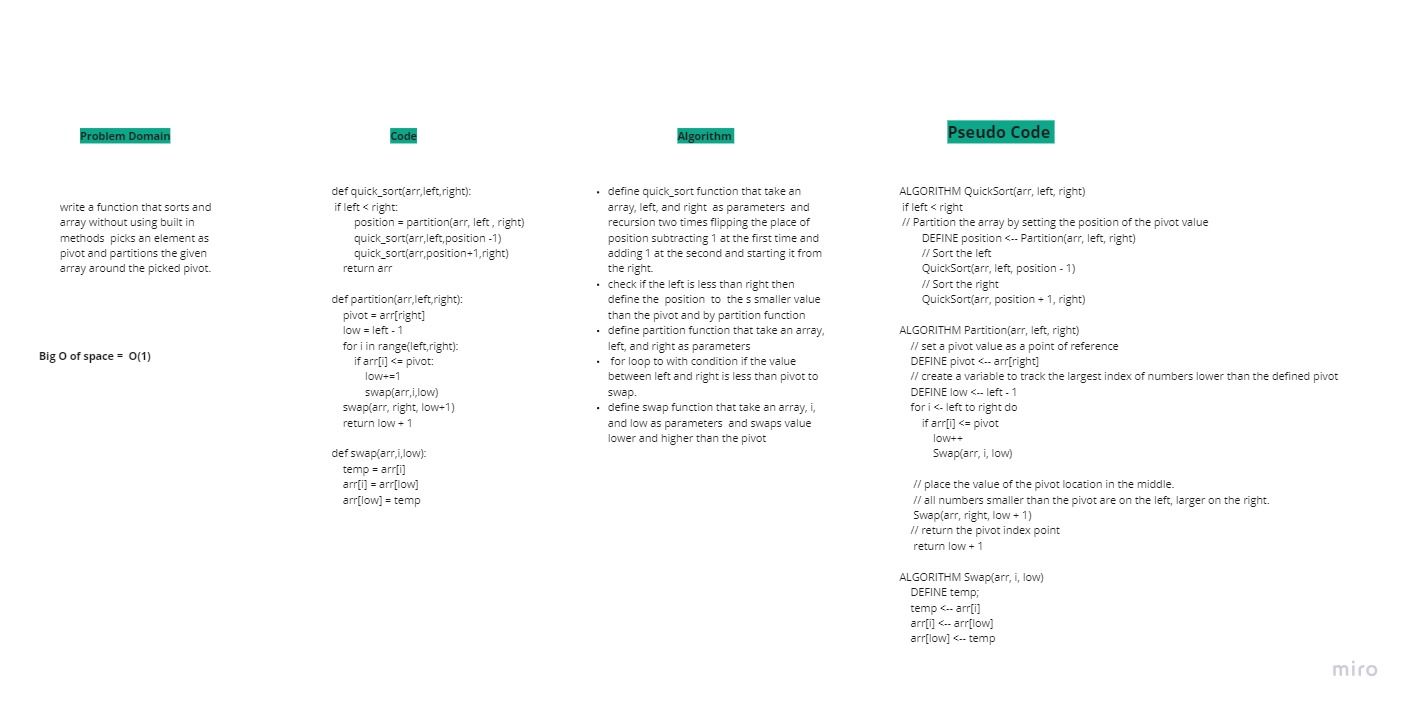 Problem Domain
write a function that sorts and
array without using built in
methods  picks an element as
pivot and partitions the given
array around the picked pivot.
Big O of space =  O(1)
Code
def quick_sort(arr,left,right):
if left < right:
position = partition(arr, left , right)
quick_sort(arr,left,position -1)
quick_sort(arr,position+1,right)
return arr
def partition(arr,left,right):
pivot = arr[right]
low = left - 1
for i in range(left,right):
if arr[i] <= pivot:
low+=1
swap(arr,i,low)
swap(arr, right, low+1)
return low + 1
def swap(arr,i,low):
temp = arr[i]
arr[i] = arr[low]
arr[low] = temp
Algorithm
• define quick_sort function that take an
array, left, and right  as parameters  and
recursion two times flipping the place of
position subtracting 1 at the first time and
adding 1 at the second and starting it from
the right.
• check if the left is less than right then
define the  position  to  the s smaller value
than the pivot and by partition function
• define partition function that take an array,
left, and right as parameters
•  for loop to with condition if the value
between left and right is less than pivot to
swap.
• define swap function that take an array, i,
and low as parameters  and swaps value
lower and higher than the pivot
Pseudo Code
ALGORITHM QuickSort(arr, left, right)
if left < right
// Partition the array by setting the position of the pivot value
DEFINE position <-- Partition(arr, left, right)
// Sort the left
QuickSort(arr, left, position - 1)
// Sort the right
QuickSort(arr, position + 1, right)
ALGORITHM Partition(arr, left, right)
// set a pivot value as a point of reference
DEFINE pivot <-- arr[right]
// create a variable to track the largest index of numbers lower than the defined pivot
DEFINE low <-- left - 1
for i <- left to right do
if arr[i] <= pivot
low++
Swap(arr, i, low)
// place the value of the pivot location in the middle.
// all numbers smaller than the pivot are on the left, larger on the right.
Swap(arr, right, low + 1)
// return the pivot index point
return low + 1
ALGORITHM Swap(arr, i, low)
DEFINE temp;
temp <-- arr[i]
arr[i] <-- arr[low]
arr[low] <-- temp
miro